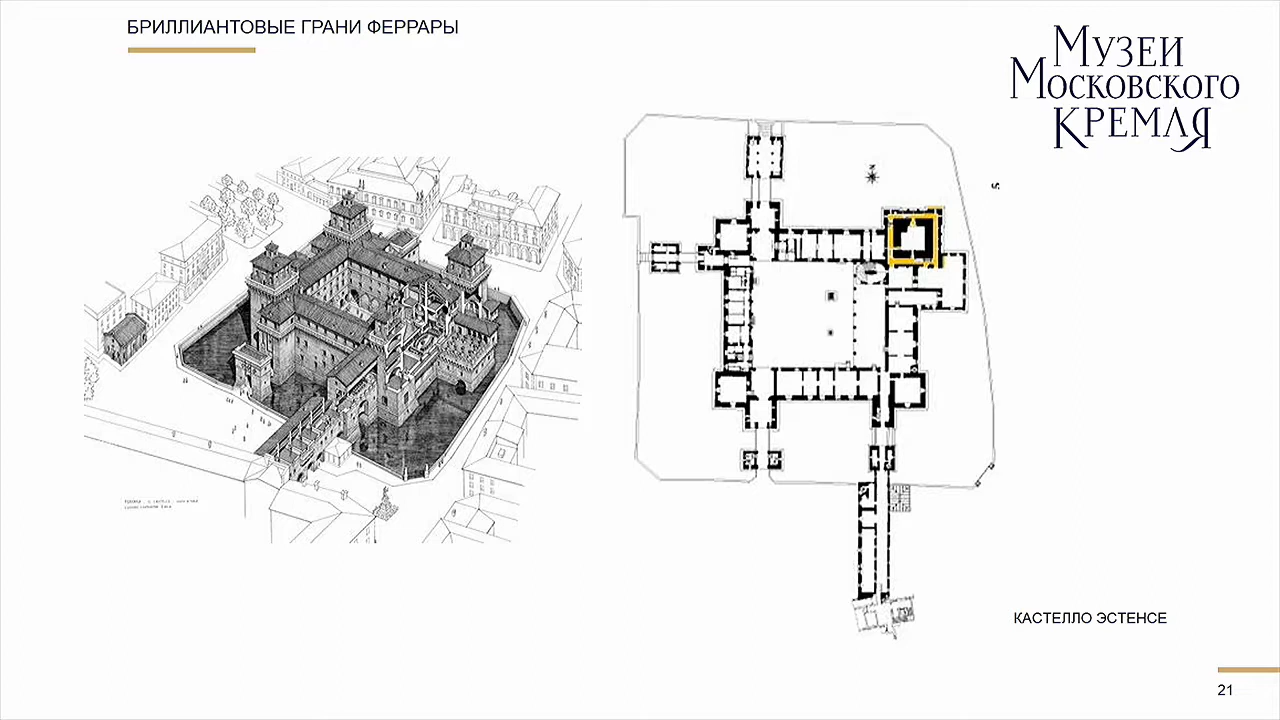 БРИЛЛИАНТОВЫЕ ГРАНИ ФЕРРАРЫ
МУЗЕИ
МОСКОВСКОГО
КРЕМЛЯ
КАСТЕЛЛО ЭСТЕНСЕ
21